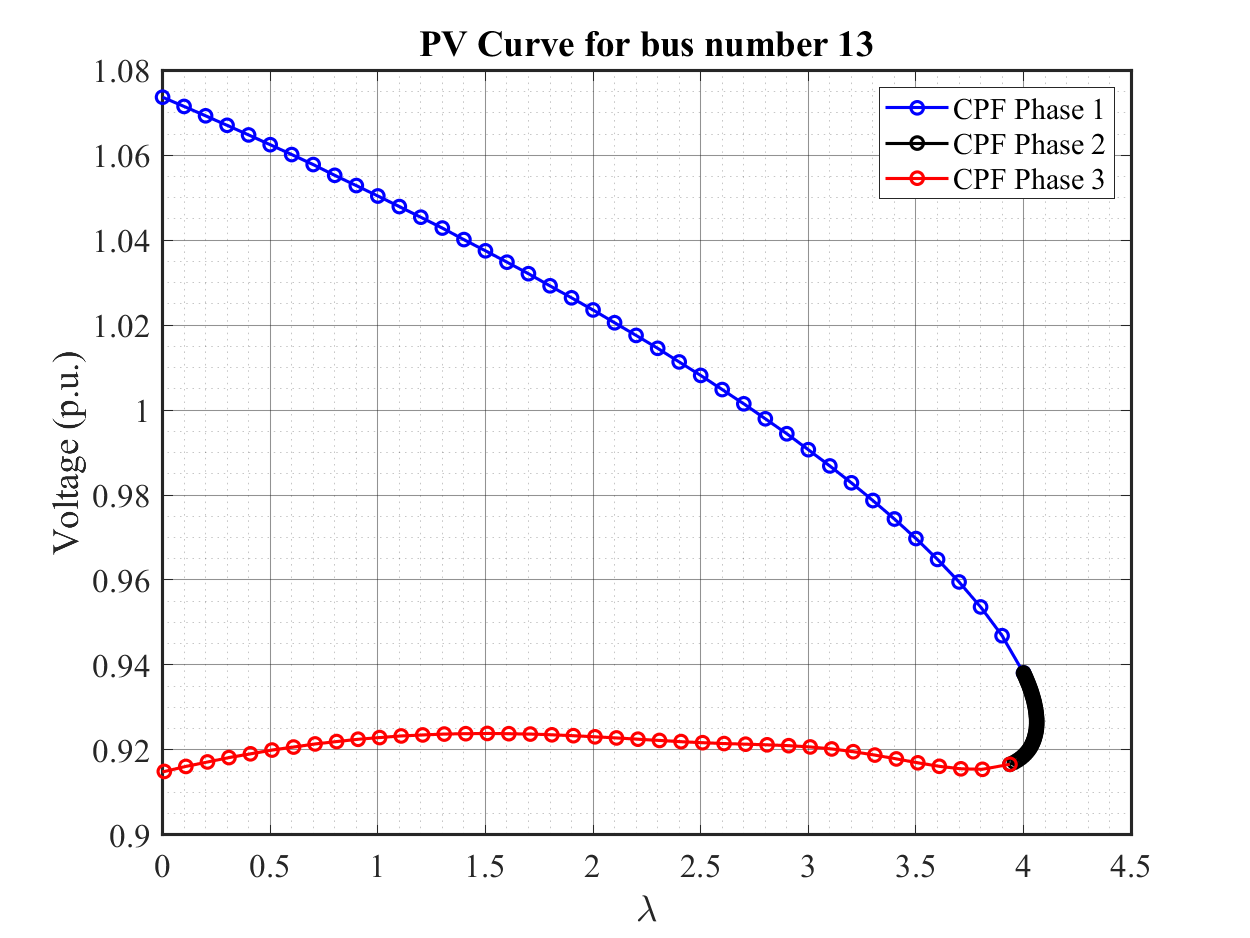 PV Curve for bus number 13
CPF Phase 1
CPF Phase 2
CPF Phase 3
1.08
1.06
1.04
1.02
1
0.98
0.96
0.94
0.92
0.9
Voltage (p.u.)
0 0.5 1 1.5 2 2.5 3 3.5 4 4.5
λ